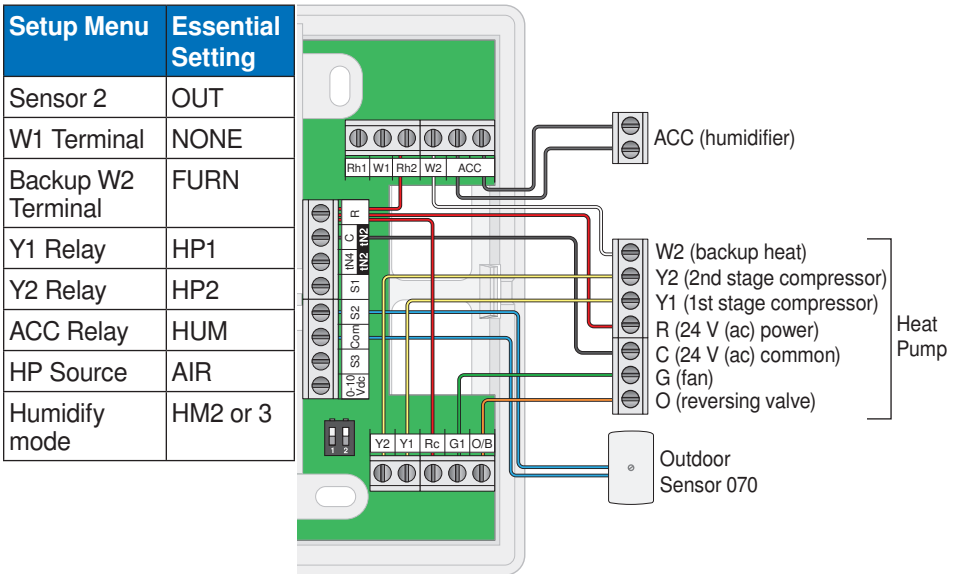 Setup Menu Essential Setting
Sensor 2 OUT
W1 Terminal NONE
Backup W2 Terminal FURN
Y1 Relay HP1
Y2 Relay HP2
ACC Relay HUM
HP Source AIR
Humidify mode HM2 or 3
Rh1 W1 Rh2 W2 ACC
R
C tN2
tN4 tN2
S1
S2
Com
S3
0-10 Vdc
1 2
Y2 Y1 Rc G1 O/B
ACC (humidifier)
W2 (backup heat)
Y2 (2nd stage compressor)
Y1 (1st stage compressor)
R (24 V (ac) power)
C (24 V (ac) common)
G (fan)
O (reversing valve)
Heat
Pump
Outdoor
Sensor 070